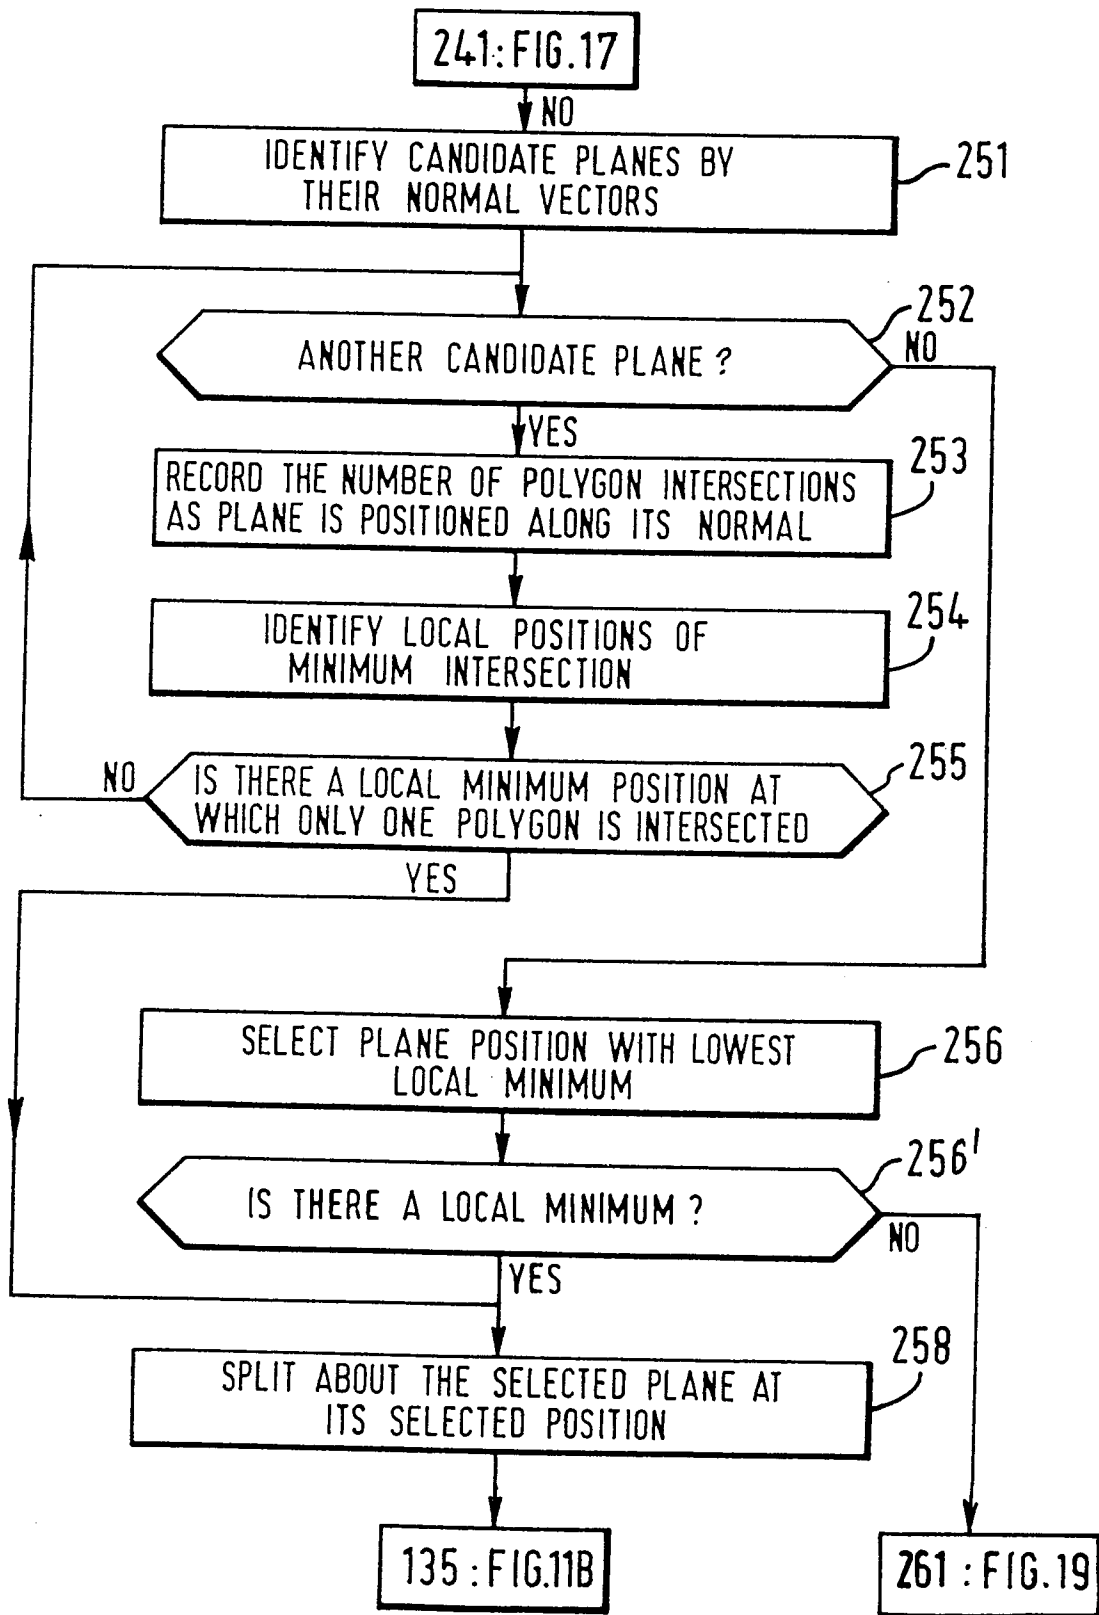 241: FIG. 17
NO
IDENTIFY CANDIDATE PLANES BY
THEIR NORMAL VECTORS
251
252
ANOTHER CANDIDATE PLANE ?
NO
YES
253
RECORD THE NUMBER OF POLYGON INTERSECTIONS
AS PLANE IS POSITIONED ALONG ITS NORMAL
254
IDENTIFY LOCAL POSITIONS OF
MINIMUM INTERSECTION
255
NO
IS THERE A LOCAL MINIMUM POSITION AT
WHICH ONLY ONE POLYGON IS INTERSECTED
YES
SELECT PLANE POSITION WITH LOWEST
LOCAL MINIMUM
256
256'
IS THERE A LOCAL MINIMUM ?
NO
YES
258
SPLIT ABOUT THE SELECTED PLANE AT
ITS SELECTED POSITION
135 : FIG.11B
261 : FIG. 19